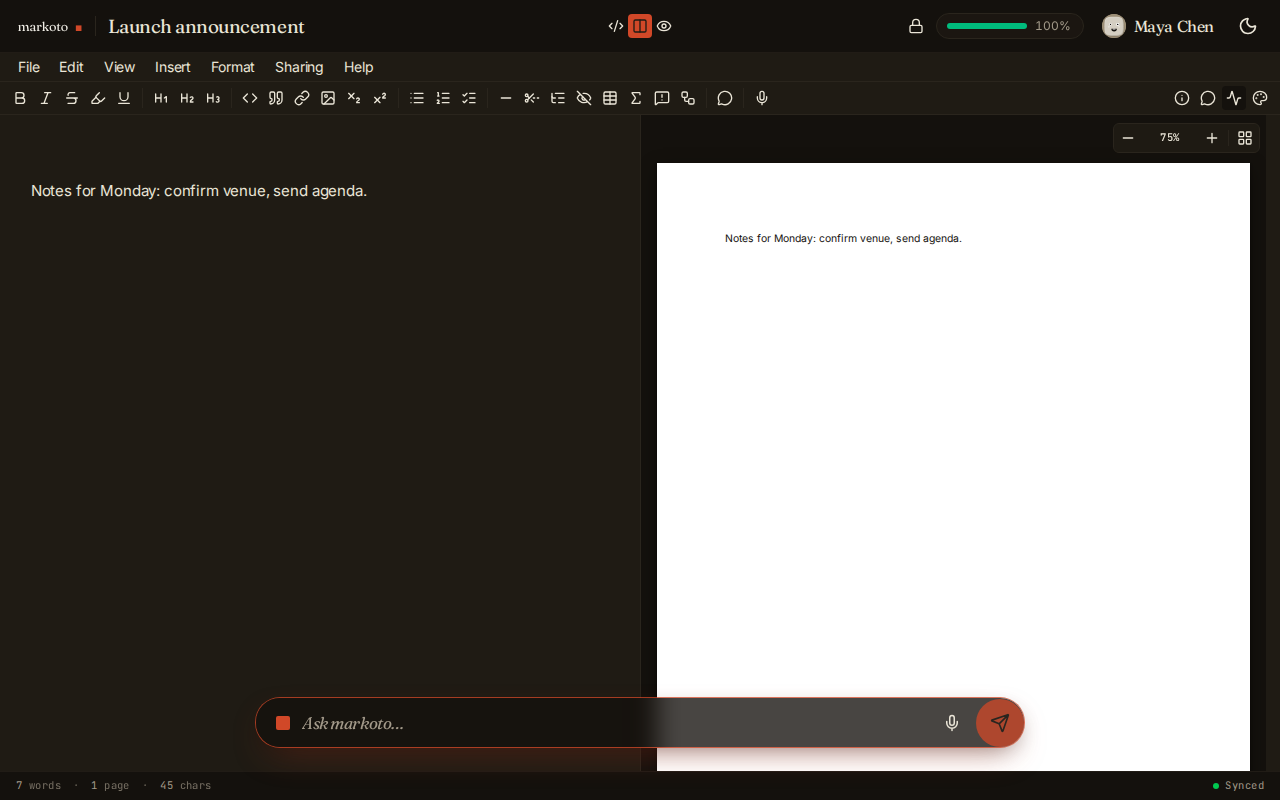 markoto
Launch announcement
100%
Maya Chen
File Edit View Insert Format Sharing Help
H1 H2 H3
75%
Notes for Monday: confirm venue, send agenda.
Notes for Monday: confirm venue, send agenda.
Ask markoto...
7 words · 1 page · 45 chars
Synced